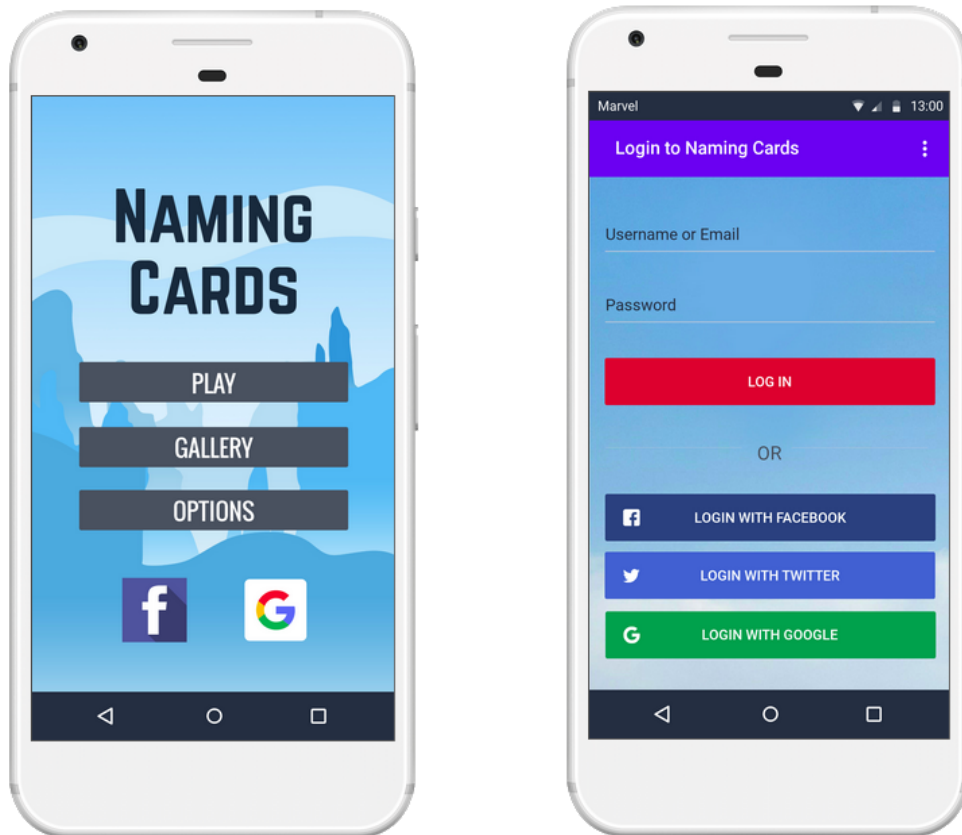 NAMING
CARDS
PLAY
GALLERY
OPTIONS
f
G
Marvel 13:00
Login to Naming Cards
Username or Email
Password
LOG IN
OR
LOGIN WITH FACEBOOK
LOGIN WITH TWITTER
G LOGIN WITH GOOGLE